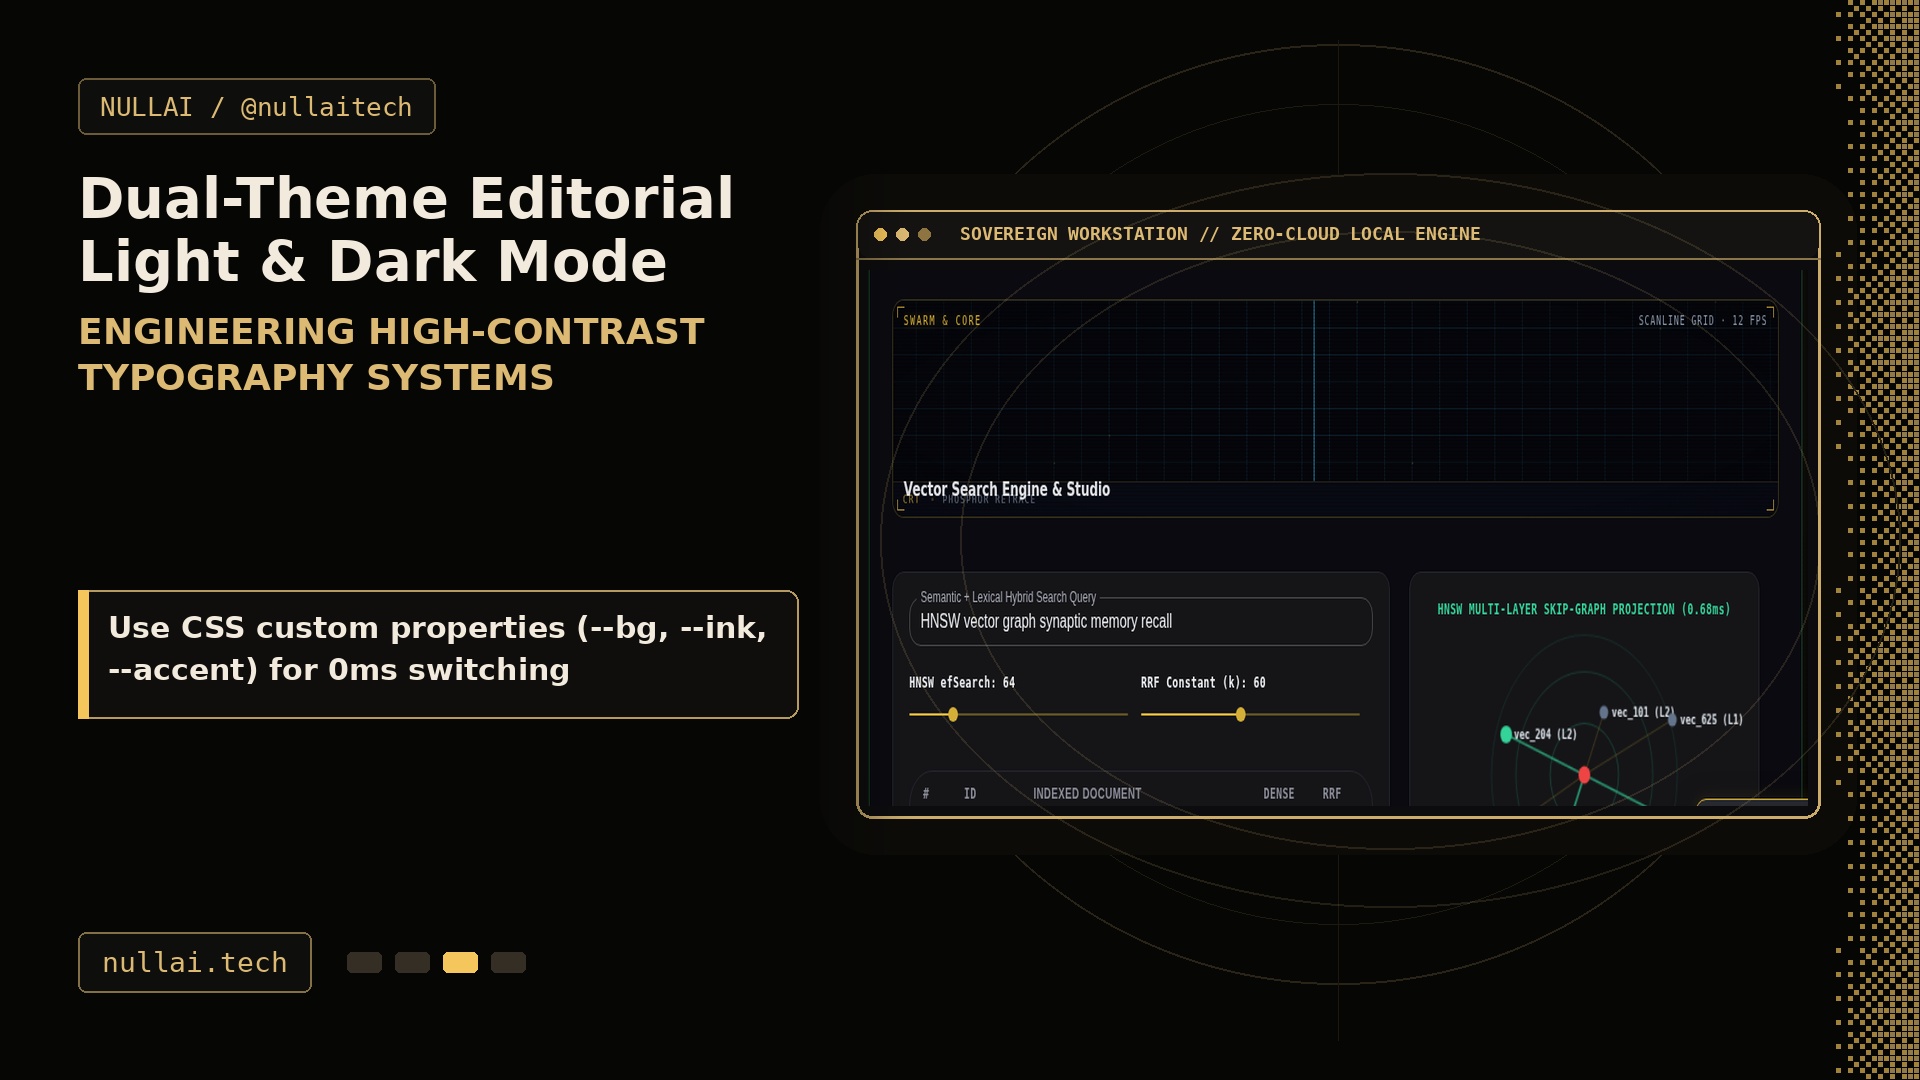 NULLAI / @nullaitech
Dual-Theme Editorial
Light & Dark Mode
ENGINEERING HIGH-CONTRAST
TYPOGRAPHY SYSTEMS
Use CSS custom properties (--bg, --ink,
--accent) for 0ms switching
nullai.tech
SOVEREIGN WORKSTATION // ZERO-CLOUD LOCAL ENGINE
SWARM & CORE
SCANLINE GRID · 12 FPS
Vector Search Engine & Studio
CRT · PHOSPHOR RETRACE
Semantic + Lexical Hybrid Search Query
HNSW vector graph synaptic memory recall
HNSW efSearch: 64
RRF Constant (k): 60
# ID INDEXED DOCUMENT DENSE RRF
HNSW MULTI-LAYER SKIP-GRAPH PROJECTION (0.68ms)
vec_101 (L2)
vec_625 (L1)
vec_204 (L2)